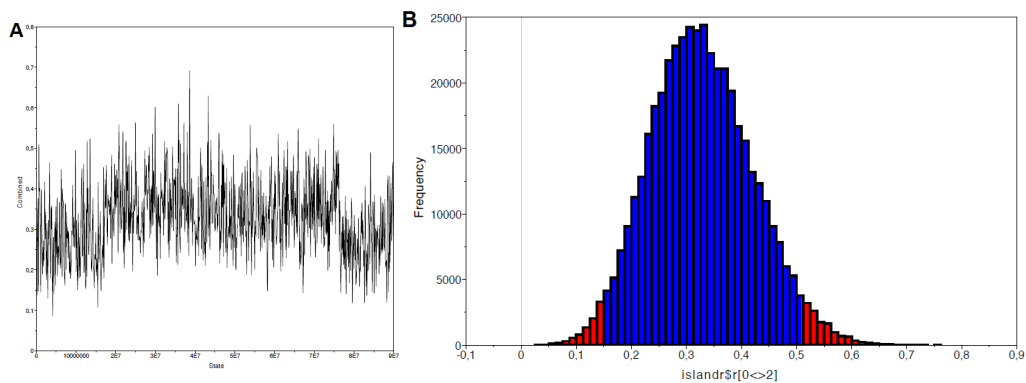 A
0,8
0,7
0,6
0,5
0,4
0,3
0,2
0,1
0
Combined
0 10000000 2E7 3E7 4E7 5E7 6E7 7E7 8E7 9E7
State
B
25000
20000
15000
10000
5000
0
Frequency
-0,1 0 0,1 0,2 0,3 0,4 0,5 0,6 0,7 0,8 0,9
islandr$r[0<>2]